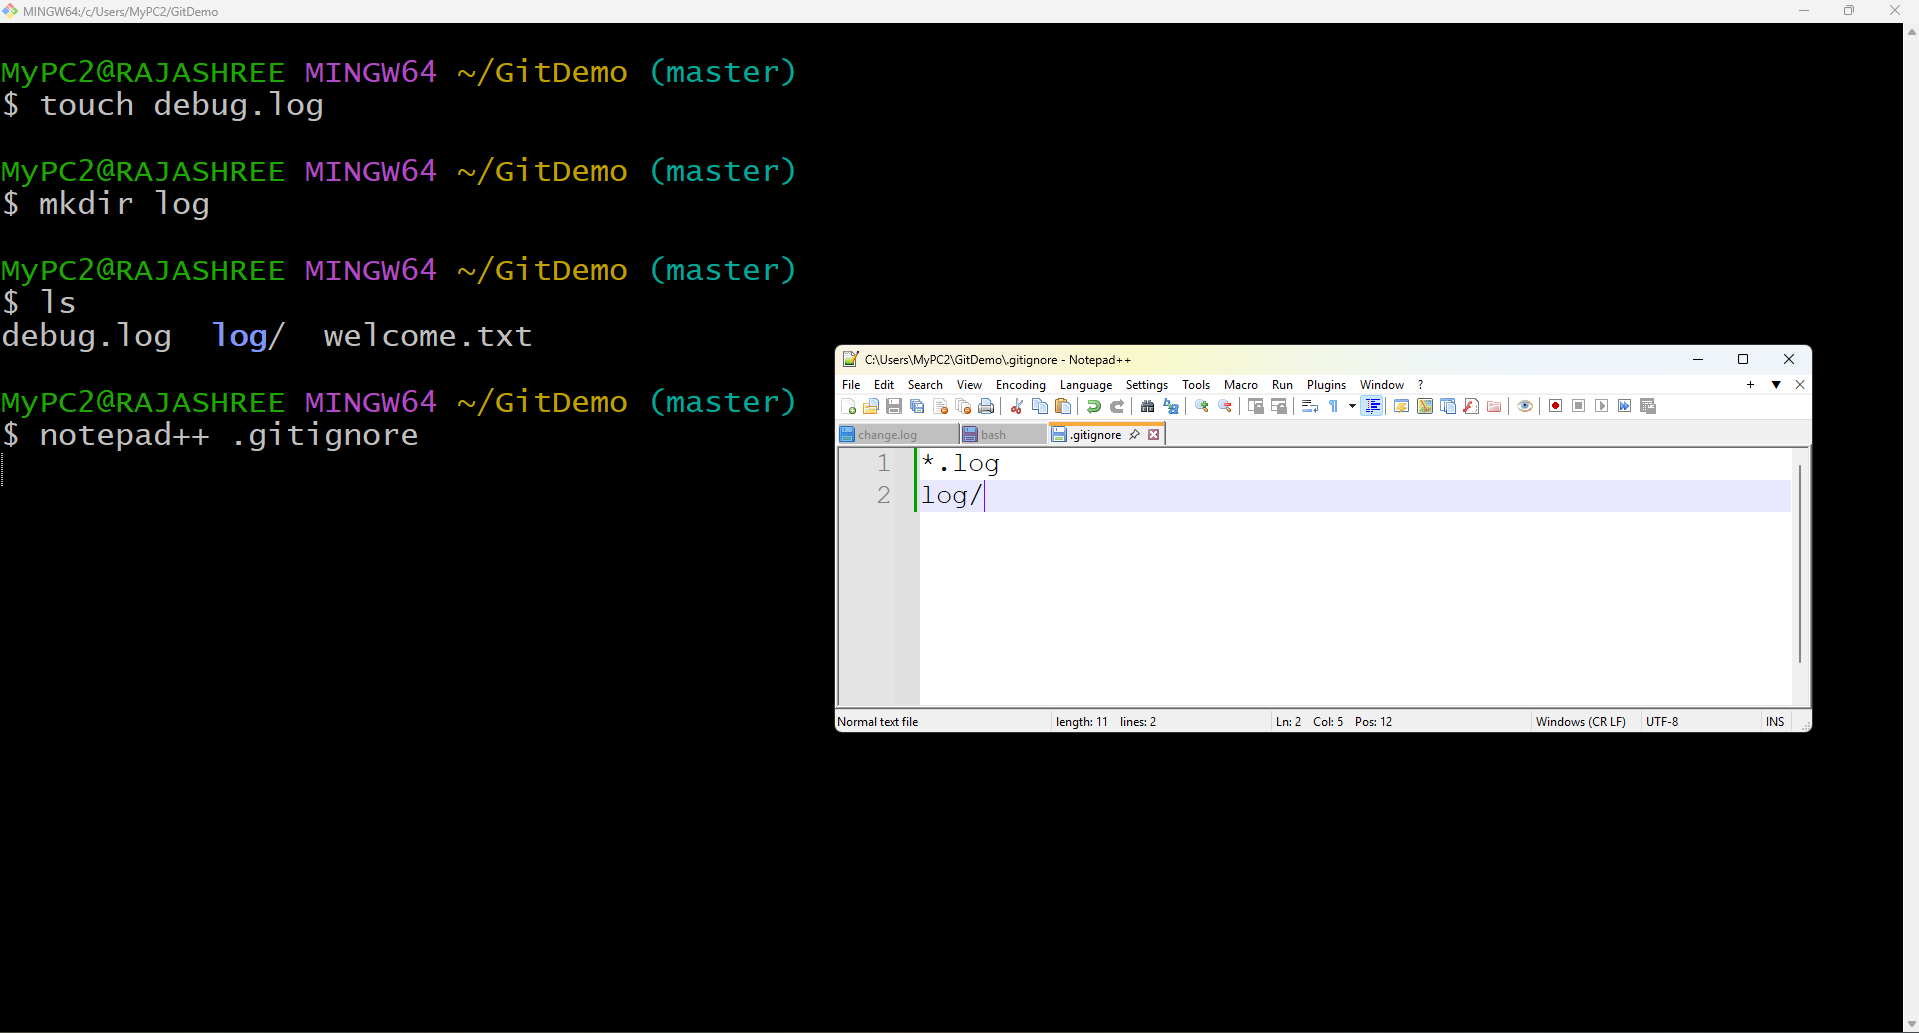 MINGW64:/c/Users/MyPC2/GitDemo
MyPC2@RAJASHREE MINGW64 ~/GitDemo (master)
$ touch debug.log
MyPC2@RAJASHREE MINGW64 ~/GitDemo (master)
$ mkdir log
MyPC2@RAJASHREE MINGW64 ~/GitDemo (master)
$ ls
debug.log  log/  welcome.txt
MyPC2@RAJASHREE MINGW64 ~/GitDemo (master)
$ notepad++ .gitignore
C:\Users\MyPC2\GitDemo\.gitignore - Notepad++
File Edit Search View Encoding Language Settings Tools Macro Run Plugins Window ?
change.log bash .gitignore
1 *.log
2 log/
Normal text file length: 11 lines: 2 Ln: 2 Col: 5 Pos: 12 Windows (CR LF) UTF-8 INS